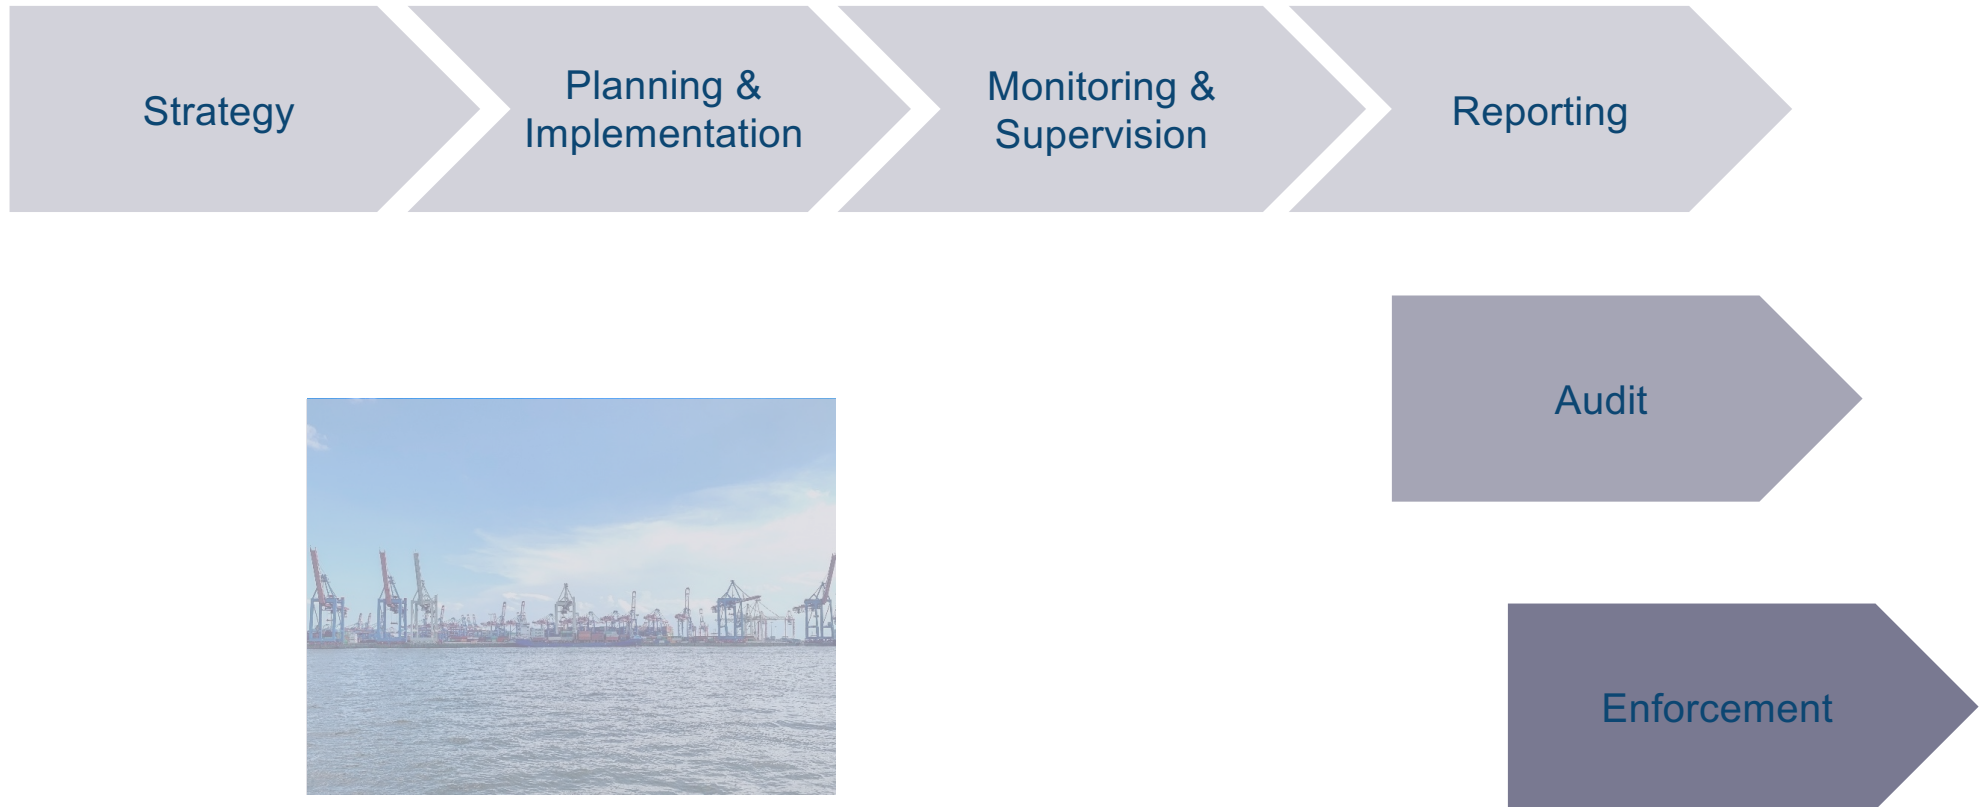 Strategy
Planning &
Implementation
Monitoring &
Supervision
Reporting
Audit
Enforcement